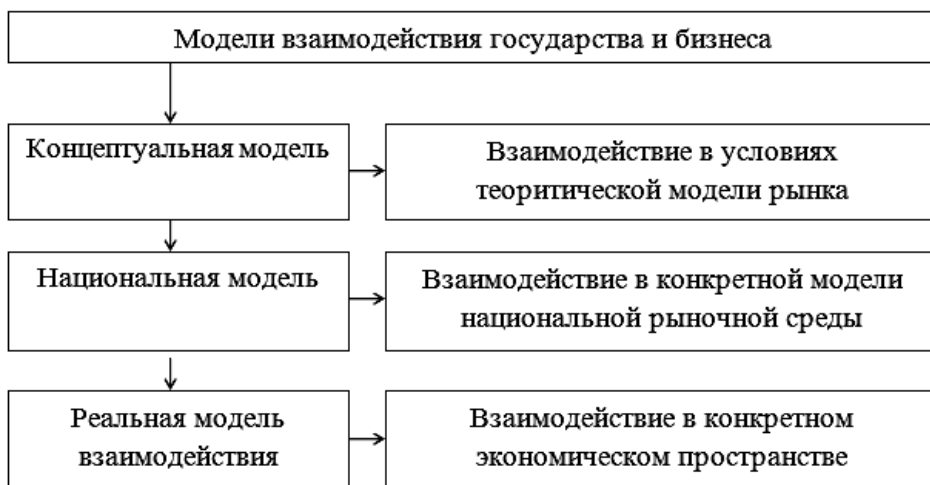 Модели взаимодействия государства и бизнеса
Концептуальная модель
Взаимодействие в условиях
теоритической модели рынка
Национальная модель
Взаимодействие в конкретной модели
национальной рыночной среды
Реальная модель
взаимодействия
Взаимодействие в конкретном
экономическом пространстве